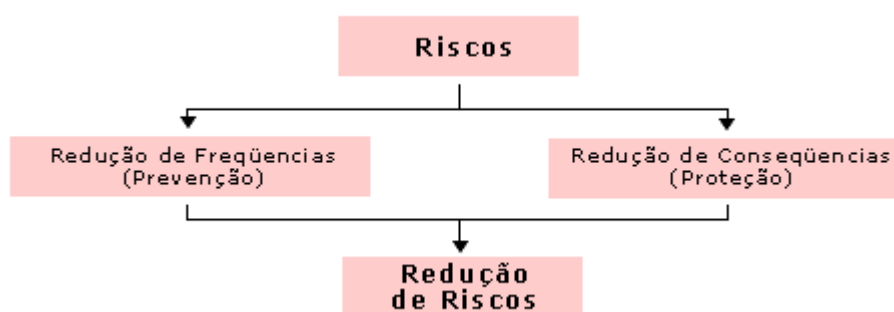 Riscos
Redução de Freqüencias
(Prevenção)
Redução de Conseqüencias
(Proteção)
Redução
de Riscos